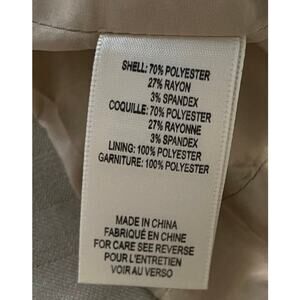 SHELL: 70% POLYESTER
27% RAYON
3% SPANDEX
COQUILLE: 70% POLYESTER
27% RAYONNE
3% SPANDEX
LINING: 100% POLYESTER
GARNITURE: 100% POLYESTER
MADE IN CHINA
FABRIQUÉ EN CHINE
FOR CARE SEE REVERSE
POUR L'ENTRETIEN
VOIR AU VERSO